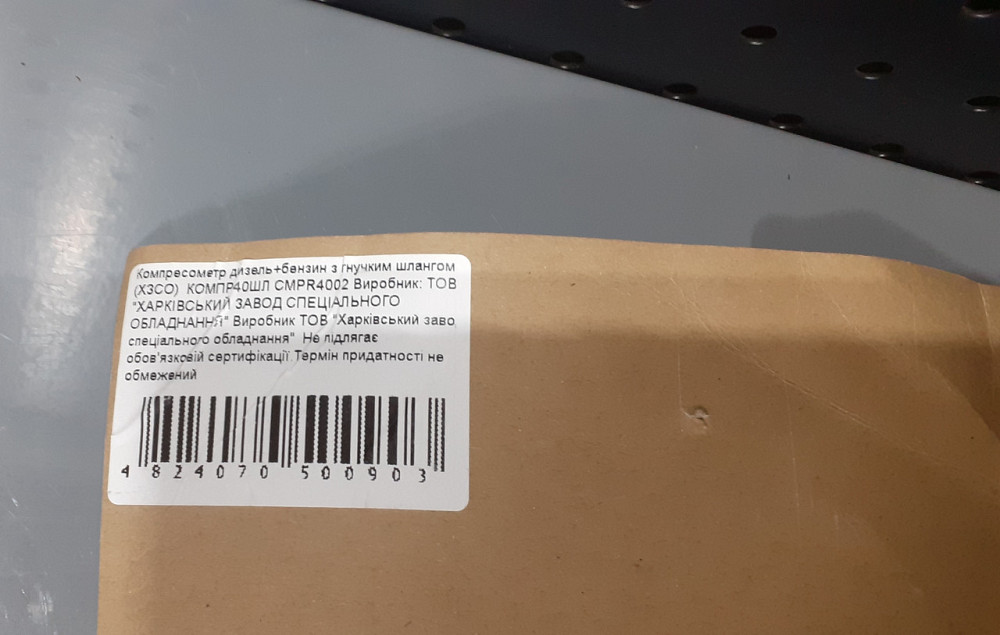 Компресометр дизель+бензин з гнучким шлангом
(ХЗСО) КОМПР40ШЛ CMPR4002 Виробник: ТОВ
"ХАРКІВСЬКИЙ ЗАВОД СПЕЦІАЛЬНОГО
ОБЛАДНАННЯ" Виробник ТОВ "Харківський заво
спеціального обладнання" Не підлягає
обов'язковій сертифікації Термін придатності не
обмежений
4 824070 500903